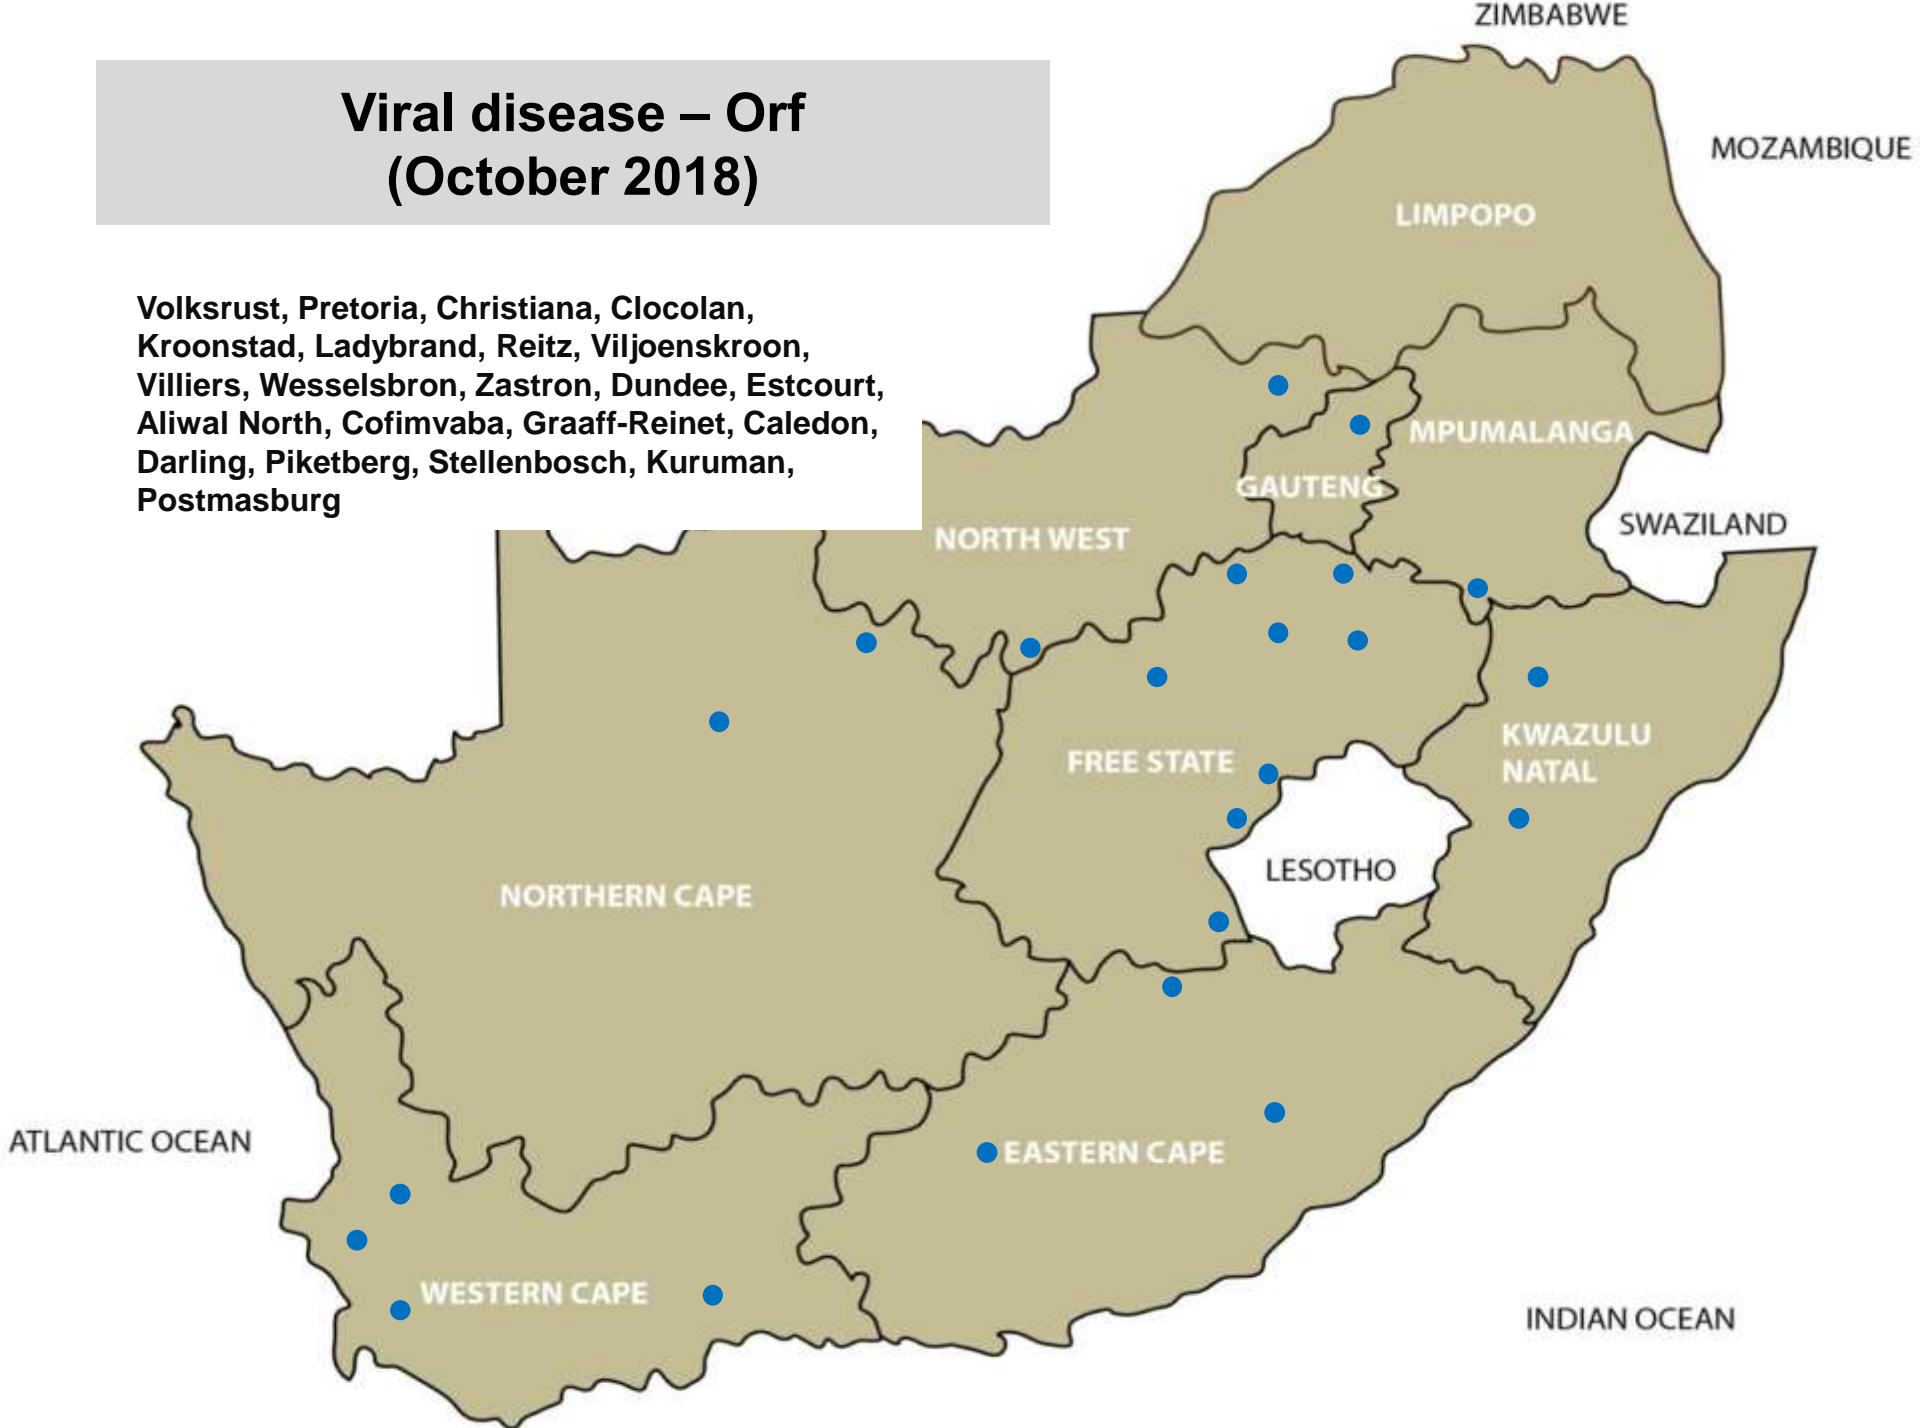 ZIMBABWE
Viral disease – Orf
(October 2018)
MOZAMBIQUE
LIMPOPO
Volksrust, Pretoria, Christiana, Clocolan,
Kroonstad, Ladybrand, Reitz, Viljoenskroon,
Villiers, Wesselsbron, Zastron, Dundee, Estcourt,
Aliwal North, Cofimvaba, Graaff-Reinet, Caledon,
Darling, Piketberg, Stellenbosch, Kuruman,
Postmasburg
MPUMALANGA
GAUTENG
SWAZILAND
NORTH WEST
KWAZULU
NATAL
FREE STATE
LESOTHO
NORTHERN CAPE
ATLANTIC OCEAN
EASTERN CAPE
WESTERN CAPE
INDIAN OCEAN